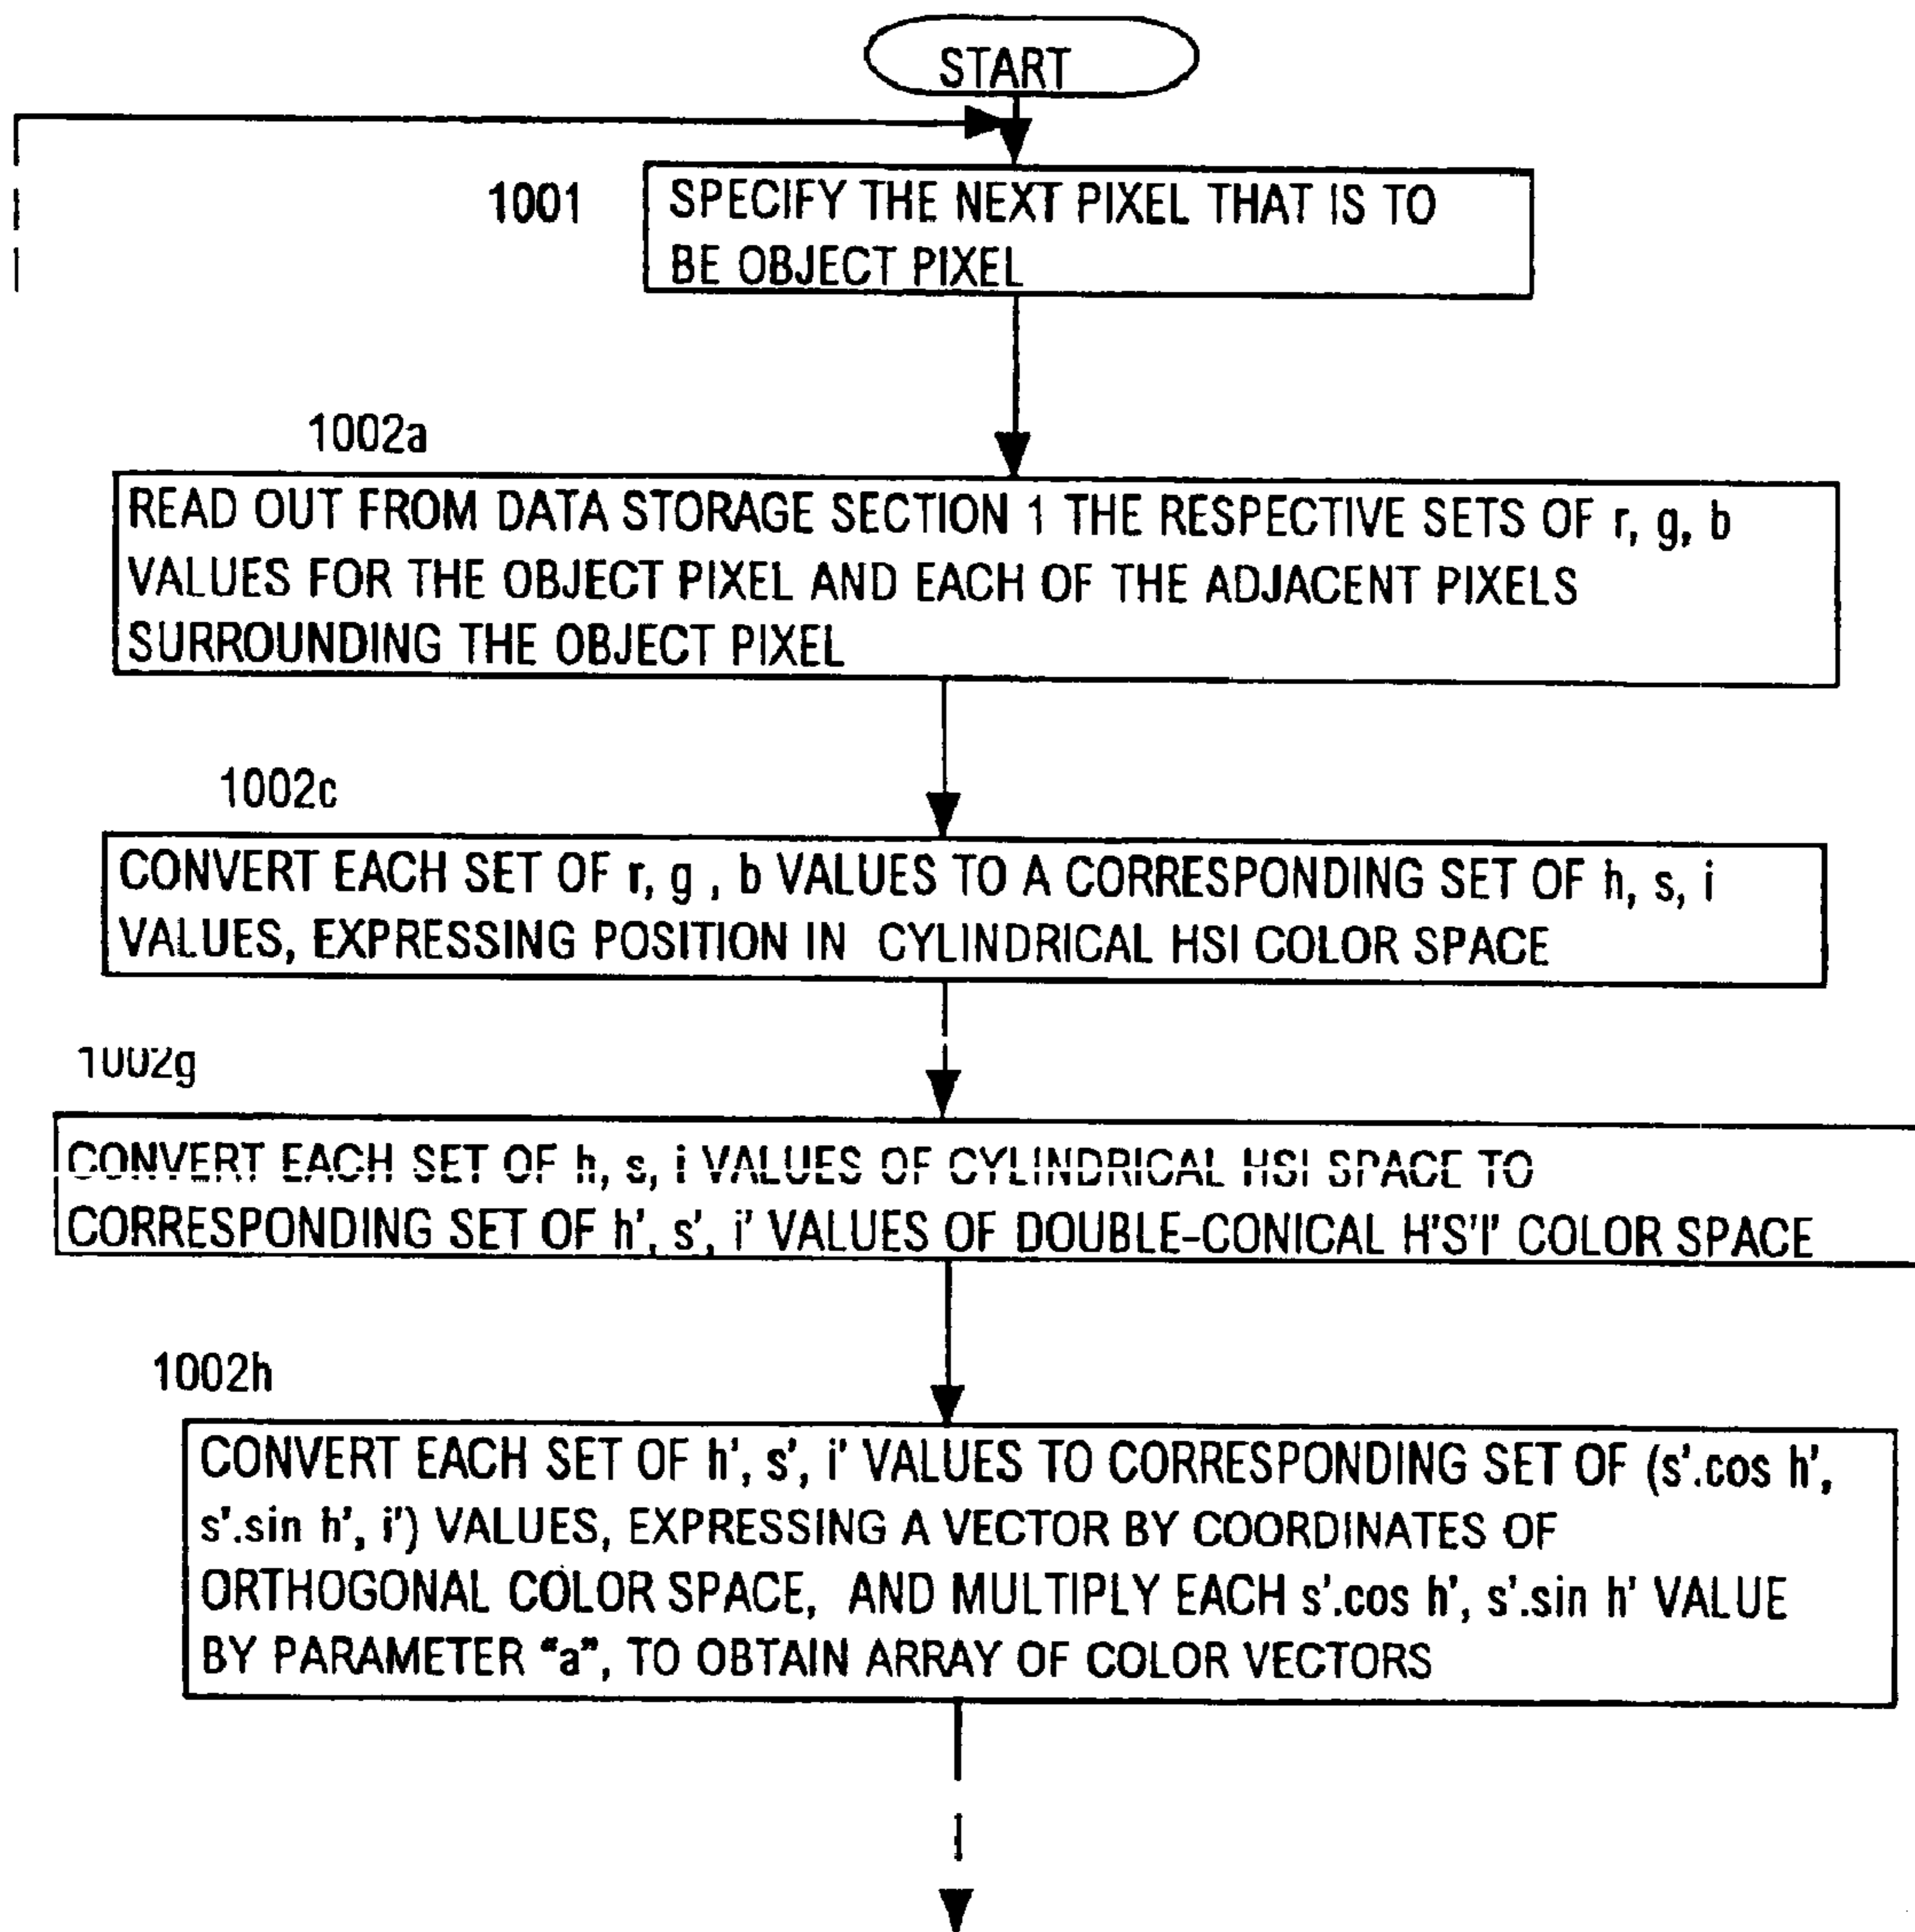 START
1001
SPECIFY THE NEXT PIXEL THAT IS TO
BE OBJECT PIXEL
1002a
READ OUT FROM DATA STORAGE SECTION 1 THE RESPECTIVE SETS OF r, g, b
VALUES FOR THE OBJECT PIXEL AND EACH OF THE ADJACENT PIXELS
SURROUNDING THE OBJECT PIXEL
1002c
CONVERT EACH SET OF r, g , b VALUES TO A CORRESPONDING SET OF h, s, i
VALUES, EXPRESSING POSITION IN CYLINDRICAL HSI COLOR SPACE
1002g
CONVERT EACH SET OF h, s, i VALUES OF CYLINDRICAL HSI SPACE TO
CORRESPONDING SET OF h', s', i' VALUES OF DOUBLE-CONICAL H'S'I' COLOR SPACE
1002h
CONVERT EACH SET OF h', s', i' VALUES TO CORRESPONDING SET OF (s'.cos h',
s'.sin h', i') VALUES, EXPRESSING A VECTOR BY COORDINATES OF
ORTHOGONAL COLOR SPACE, AND MULTIPLY EACH s'.cos h', s'.sin h' VALUE
BY PARAMETER "a", TO OBTAIN ARRAY OF COLOR VECTORS